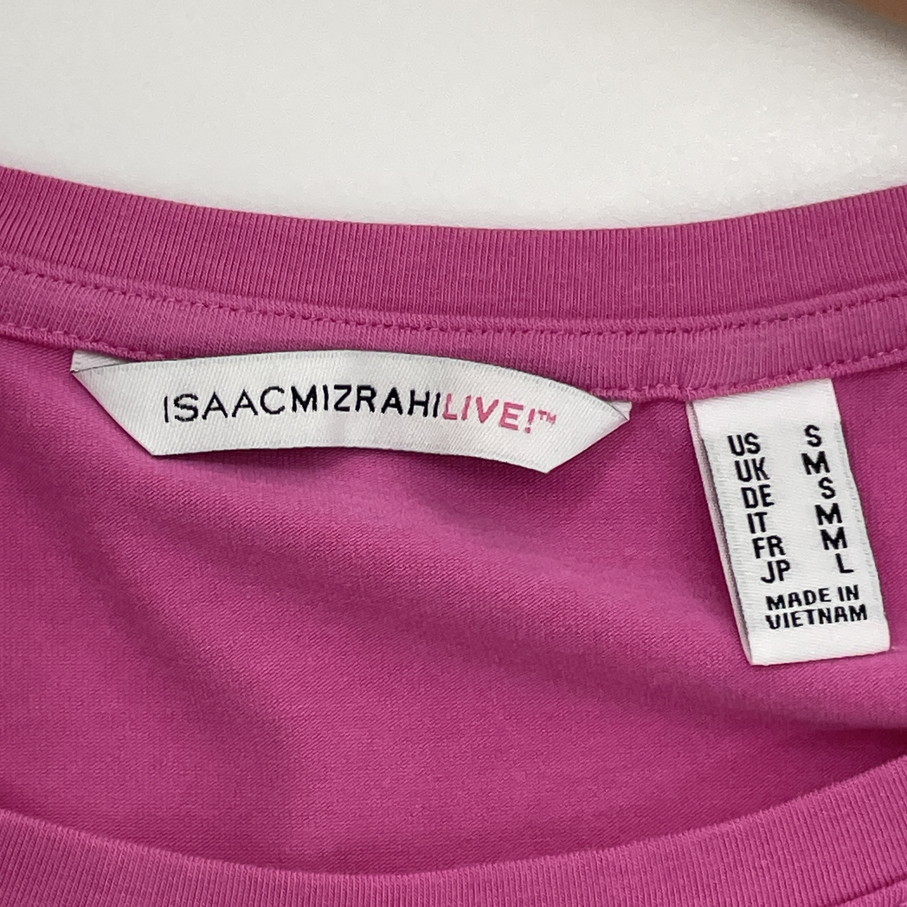 ISAACMIZRAHILIVE!™
US S
UK M
DE S
IT M
FR M
JP L
MADE IN
VIETNAM